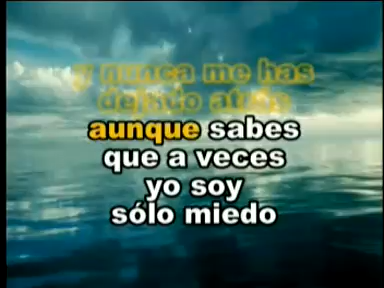 y nunca me has
dejado atrás
aunque sabes
que a veces
yo soy
sólo miedo